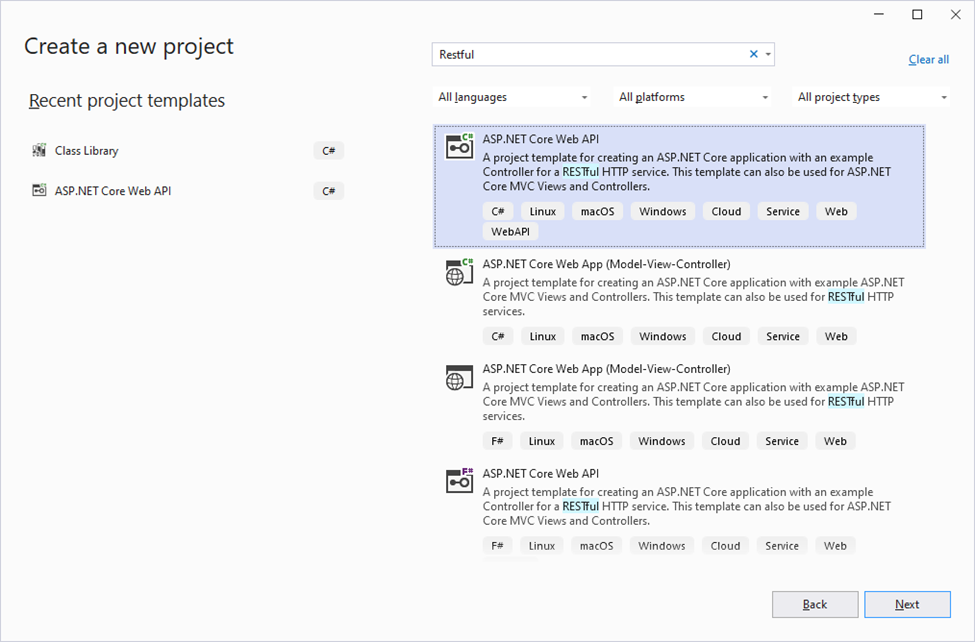 Create a new project
Restful
Clear all
Recent project templates
All languages
All platforms
All project types
Class Library
C#
ASP.NET Core Web API
C#
C#
ASP.NET Core Web API
A project template for creating an ASP.NET Core application with an example
Controller for a RESTful HTTP service. This template can also be used for ASP.NET
Core MVC Views and Controllers.
C# Linux macOS Windows Cloud Service Web
WebAPI
C#
ASP.NET Core Web App (Model-View-Controller)
A project template for creating an ASP.NET Core application with example ASP.NET
Core MVC Views and Controllers. This template can also be used for RESTful HTTP
services.
C# Linux macOS Windows Cloud Service Web
ASP.NET Core Web App (Model-View-Controller)
A project template for creating an ASP.NET Core application with example ASP.NET
Core MVC Views and Controllers. This template can also be used for RESTful HTTP
services.
F# Linux macOS Windows Cloud Service Web
F#
ASP.NET Core Web API
A project template for creating an ASP.NET Core application with an example
Controller for a RESTful HTTP service. This template can also be used for ASP.NET
Core MVC Views and Controllers.
F# Linux macOS Windows Cloud Service Web
Back
Next